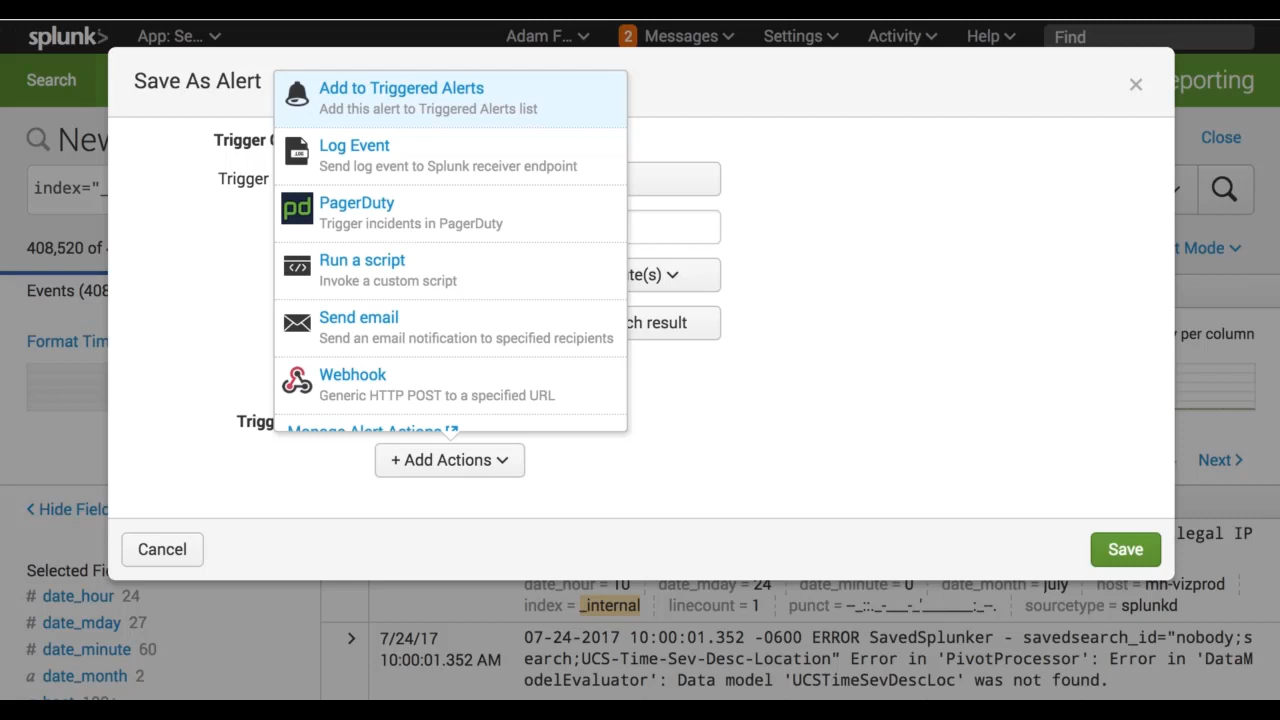 splunk> App: Se... Adam F... 2 Messages Settings Activity Help Find
Search
Save As Alert
eporting
Add to Triggered Alerts
Add this alert to Triggered Alerts list
New
Trigger
Close
Log Event
Send log event to Splunk receiver endpoint
Trigger
index="_
PagerDuty
Trigger incidents in PagerDuty
408,520 of
t Mode
Run a script
Invoke a custom script
te(s)
Events (408
Send email
Send an email notification to specified recipients
ch result
Format Tim
per column
Webhook
Generic HTTP POST to a specified URL
Trigg
Manage Alert Actions
+ Add Actions
Next >
< Hide Field
Cancel
Save
legal IP
Selected Fie
# date_hour 24
# date_mday 27
# date_minute 60
a date_month 2
date_hour = 10 date_mday = 24 date_minute = 0 date_month = july host = mn-vizprod
index = _internal linecount = 1 sourcetype = splunkd
> 7/24/17
10:00:01.352 AM
07-24-2017 10:00:01.352 -0600 ERROR SavedSplunker - savedsearch_id="nobody;s
earch;UCS-Time-Sev-Desc-Location" Error in 'PivotProcessor': Error in 'DataM
odelEvaluator': Data model 'UCSTimeSevDescLoc' was not found.